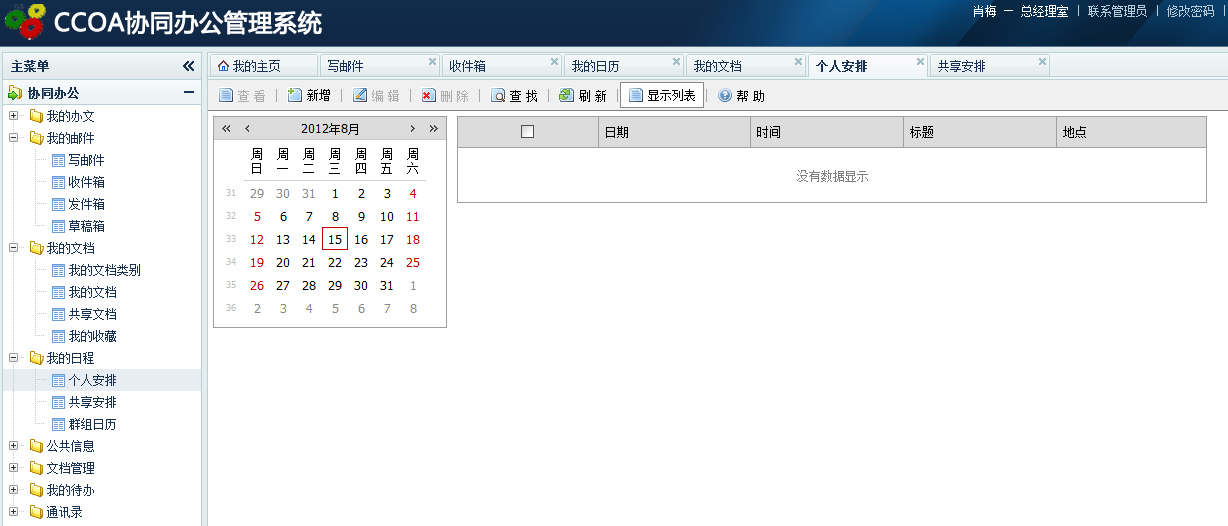 CCOA协同办公管理系统
肖梅 － 总经理室 | 联系管理员 | 修改密码 |
主菜单
协同办公
我的办文
我的邮件
写邮件
收件箱
发件箱
草稿箱
我的文档
我的文档类别
我的文档
共享文档
我的收藏
我的日程
个人安排
共享安排
群组日历
公共信息
文档管理
我的待办
通讯录
我的主页 写邮件 收件箱 我的日历 我的文档 个人安排 共享安排
查看 | 新增 | 编辑 | 删除 | 查找 | 刷新 | 显示列表 | 帮助
« ‹ 2012年8月 › »
周日 周一 周二 周三 周四 周五 周六
31 29 30 31 1 2 3 4
32 5 6 7 8 9 10 11
33 12 13 14 15 16 17 18
34 19 20 21 22 23 24 25
35 26 27 28 29 30 31 1
36 2 3 4 5 6 7 8
日期 时间 标题 地点
没有数据显示